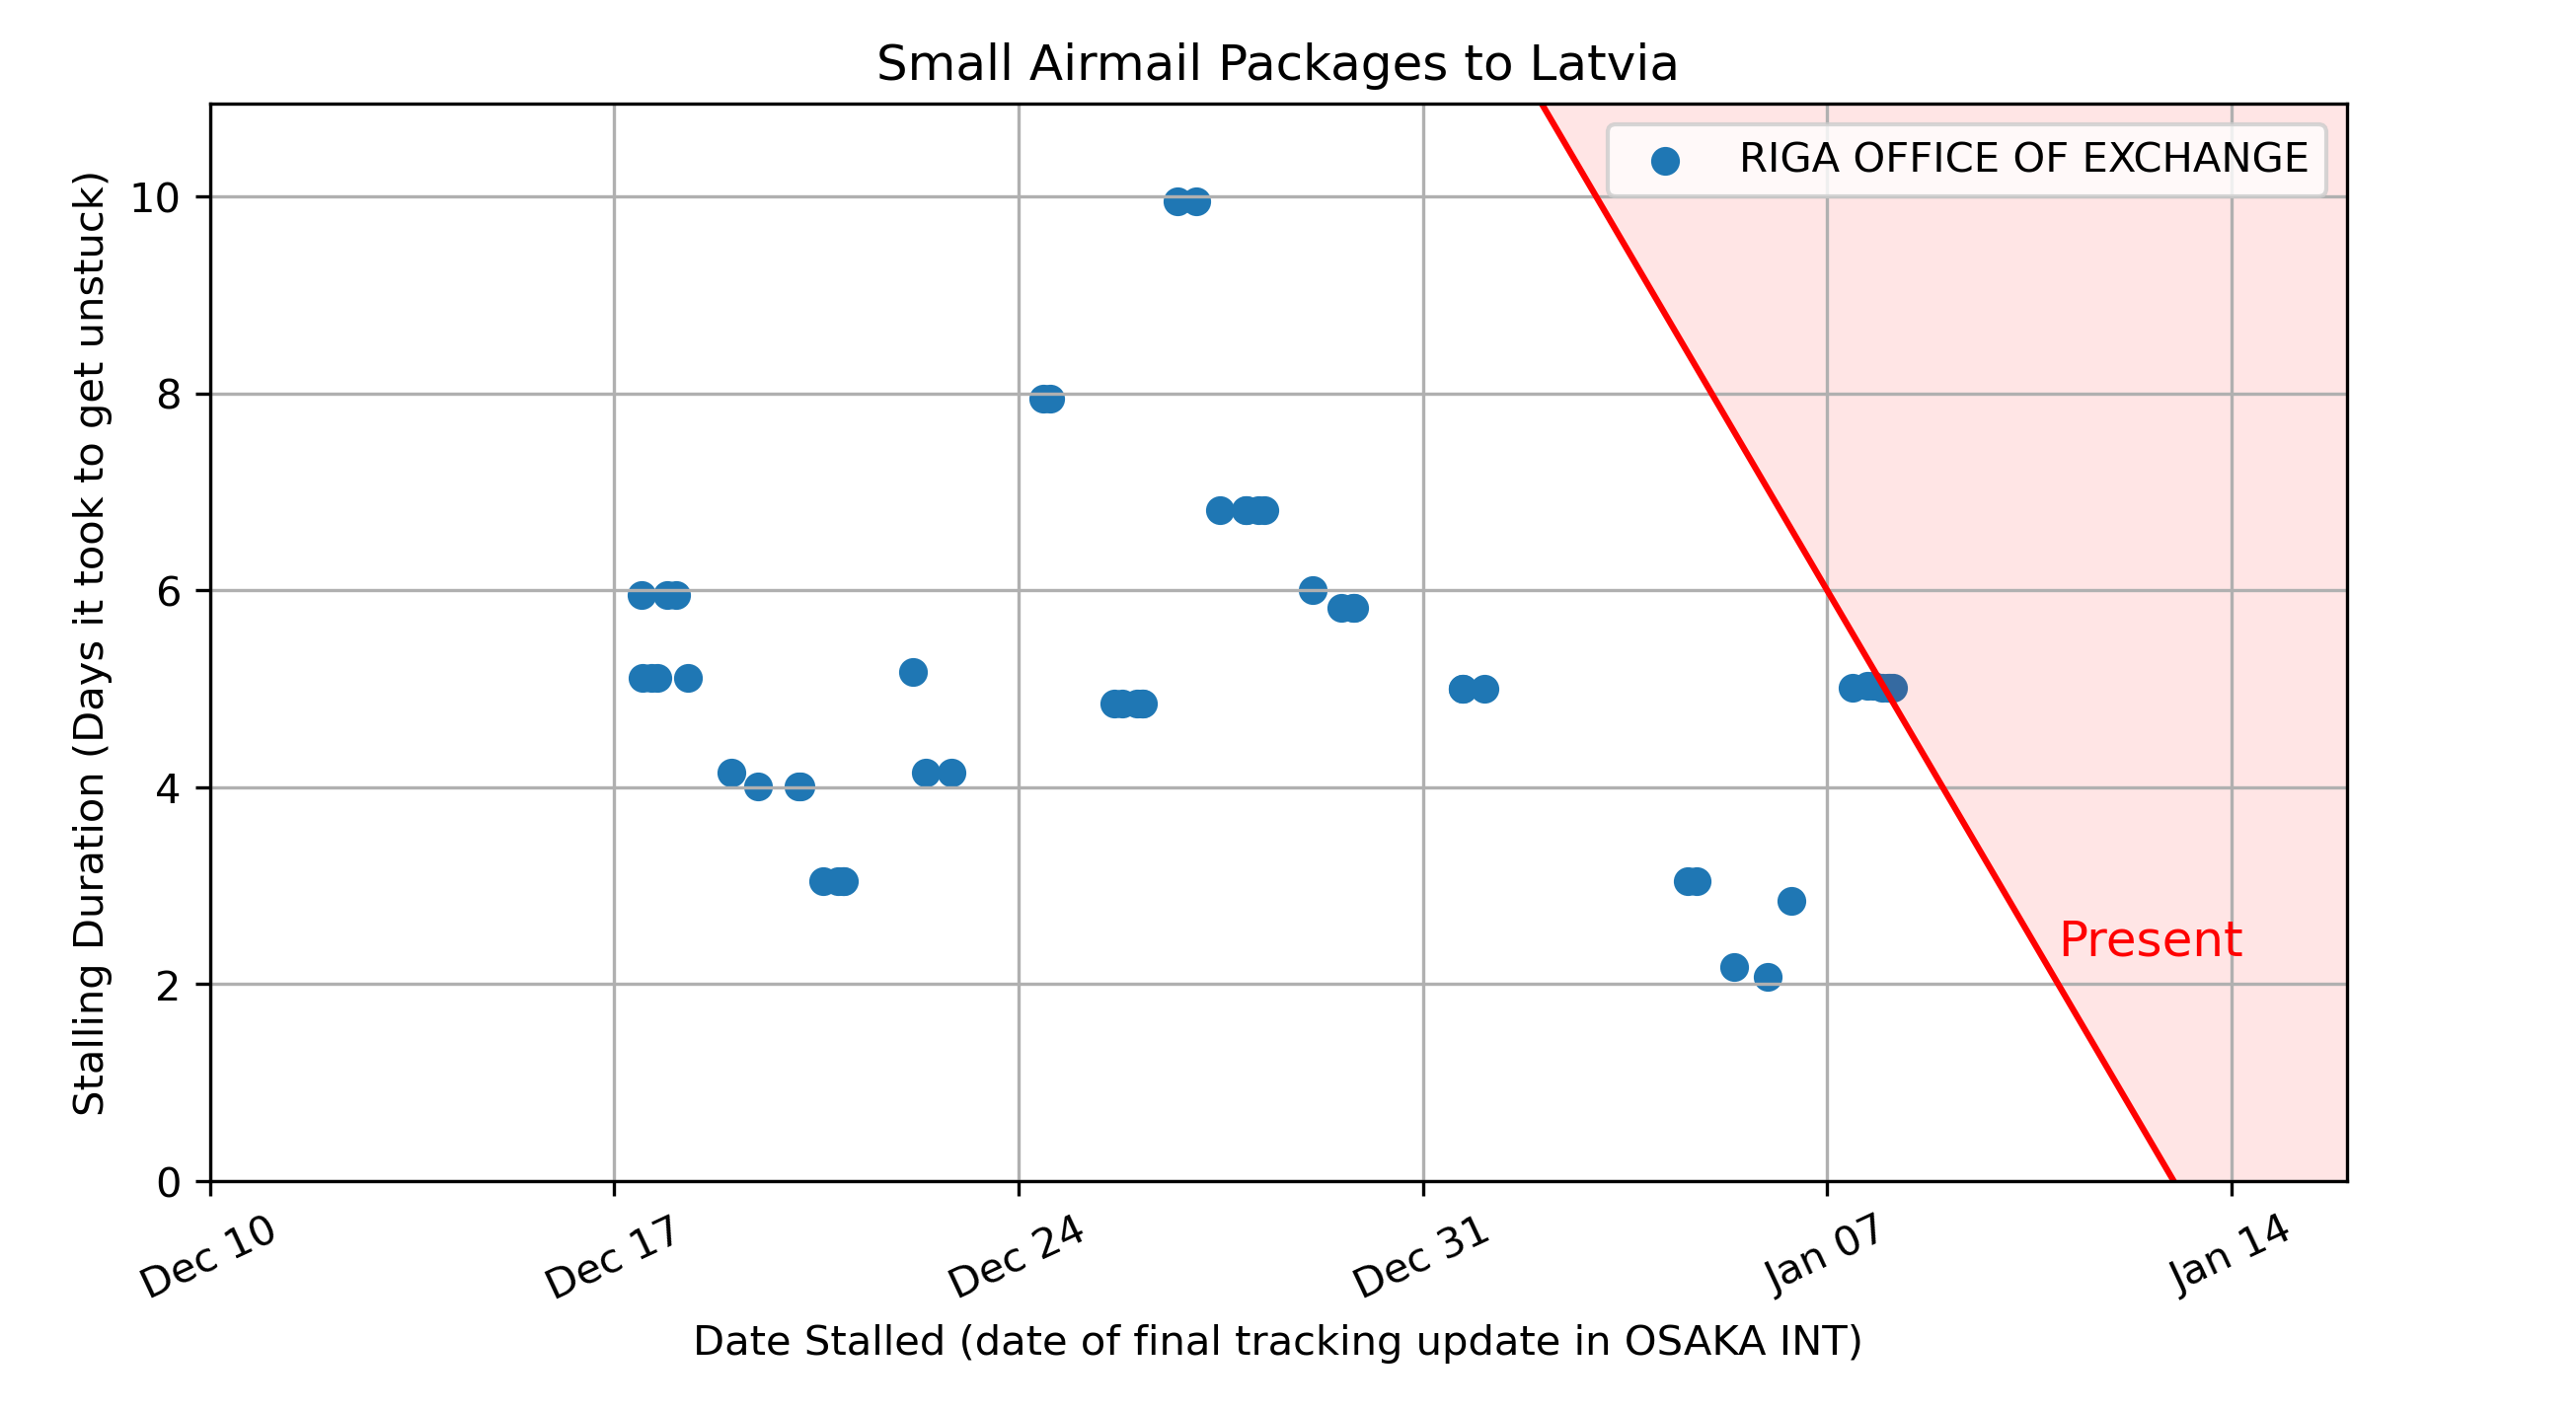 Small Airmail Packages to Latvia
RIGA OFFICE OF EXCHANGE
Stalling Duration (Days it took to get unstuck)
10
8
6
4
2
0
Present
Dec 10
Dec 17
Dec 24
Dec 31
Jan 07
Jan 14
Date Stalled (date of final tracking update in OSAKA INT)